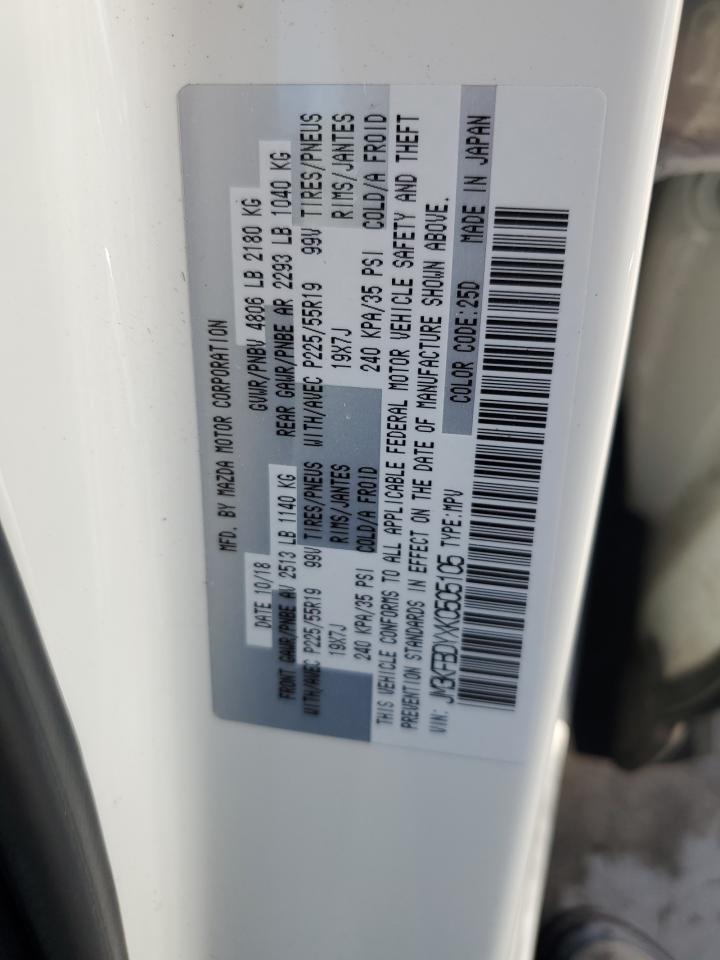 MFD. BY MAZDA MOTOR CORPORATION
DATE 10/18 GVWR/PNBV 4806 LB 2180 KG
FRONT GAWR/PNBE AV 2513 LB 1140 KG REAR GAWR/PNBE AR 2293 LB 1040 KG
WITH/AVEC P225/55R19 99V TIRES/PNEUS WITH/AVEC P225/55R19 99V TIRES/PNEUS
19X7J RIMS/JANTES 19X7J RIMS/JANTES
240 KPA/35 PSI COLD/A FROID 240 KPA/35 PSI COLD/A FROID
THIS VEHICLE CONFORMS TO ALL APPLICABLE FEDERAL MOTOR VEHICLE SAFETY AND THEFT
PREVENTION STANDARDS IN EFFECT ON THE DATE OF MANUFACTURE SHOWN ABOVE.
VIN: JM3KFBDYXK0505105 TYPE:MPV COLOR CODE:25D MADE IN JAPAN